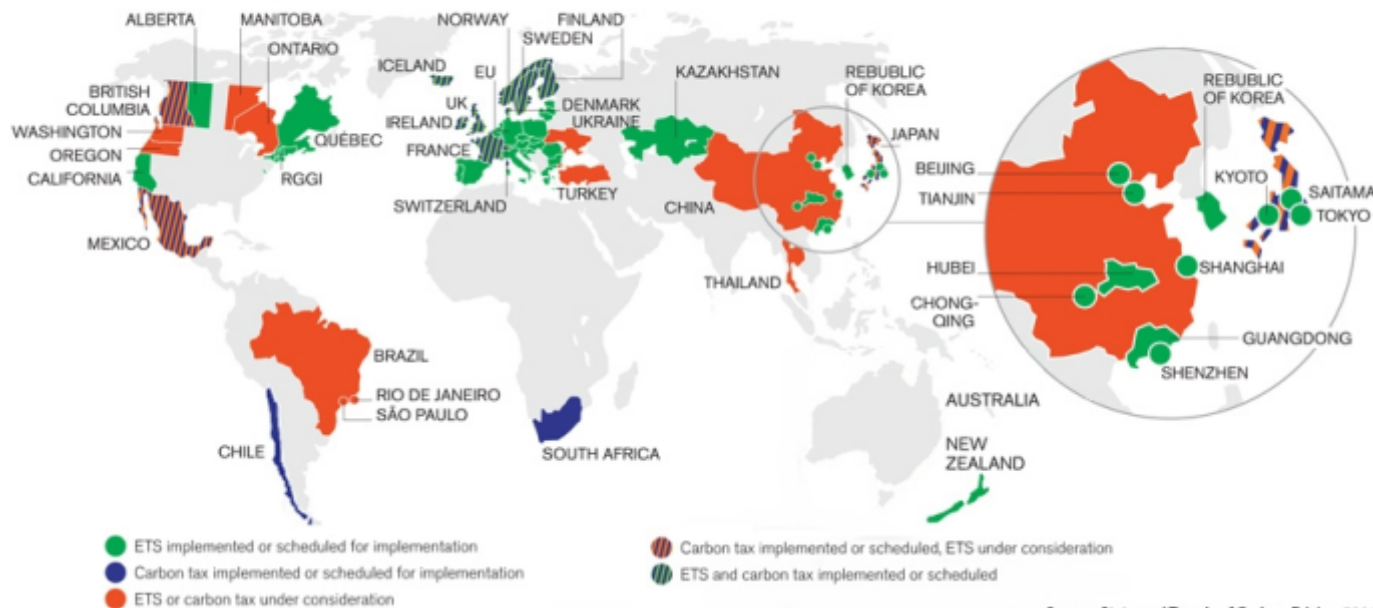 ALBERTA
MANITOBA
ONTARIO
BRITISH
COLUMBIA
WASHINGTON
OREGON
CALIFORNIA
QUÉBEC
RGGI
MEXICO
NORWAY
SWEDEN
FINLAND
ICELAND
EU
UK
IRELAND
FRANCE
DENMARK
UKRAINE
SWITZERLAND
TURKEY
KAZAKHSTAN
REBUBLIC
OF KOREA
JAPAN
CHINA
THAILAND
BRAZIL
RIO DE JANEIRO
SÃO PAULO
CHILE
SOUTH AFRICA
AUSTRALIA
NEW
ZEALAND
REBUBLIC
OF KOREA
BEIJING
TIANJIN
KYOTO
SAITAMA
TOKYO
HUBEI
SHANGHAI
CHONG-
QING
GUANGDONG
SHENZHEN
ETS implemented or scheduled for implementation
Carbon tax implemented or scheduled for implementation
ETS or carbon tax under consideration
Carbon tax implemented or scheduled, ETS under consideration
ETS and carbon tax implemented or scheduled